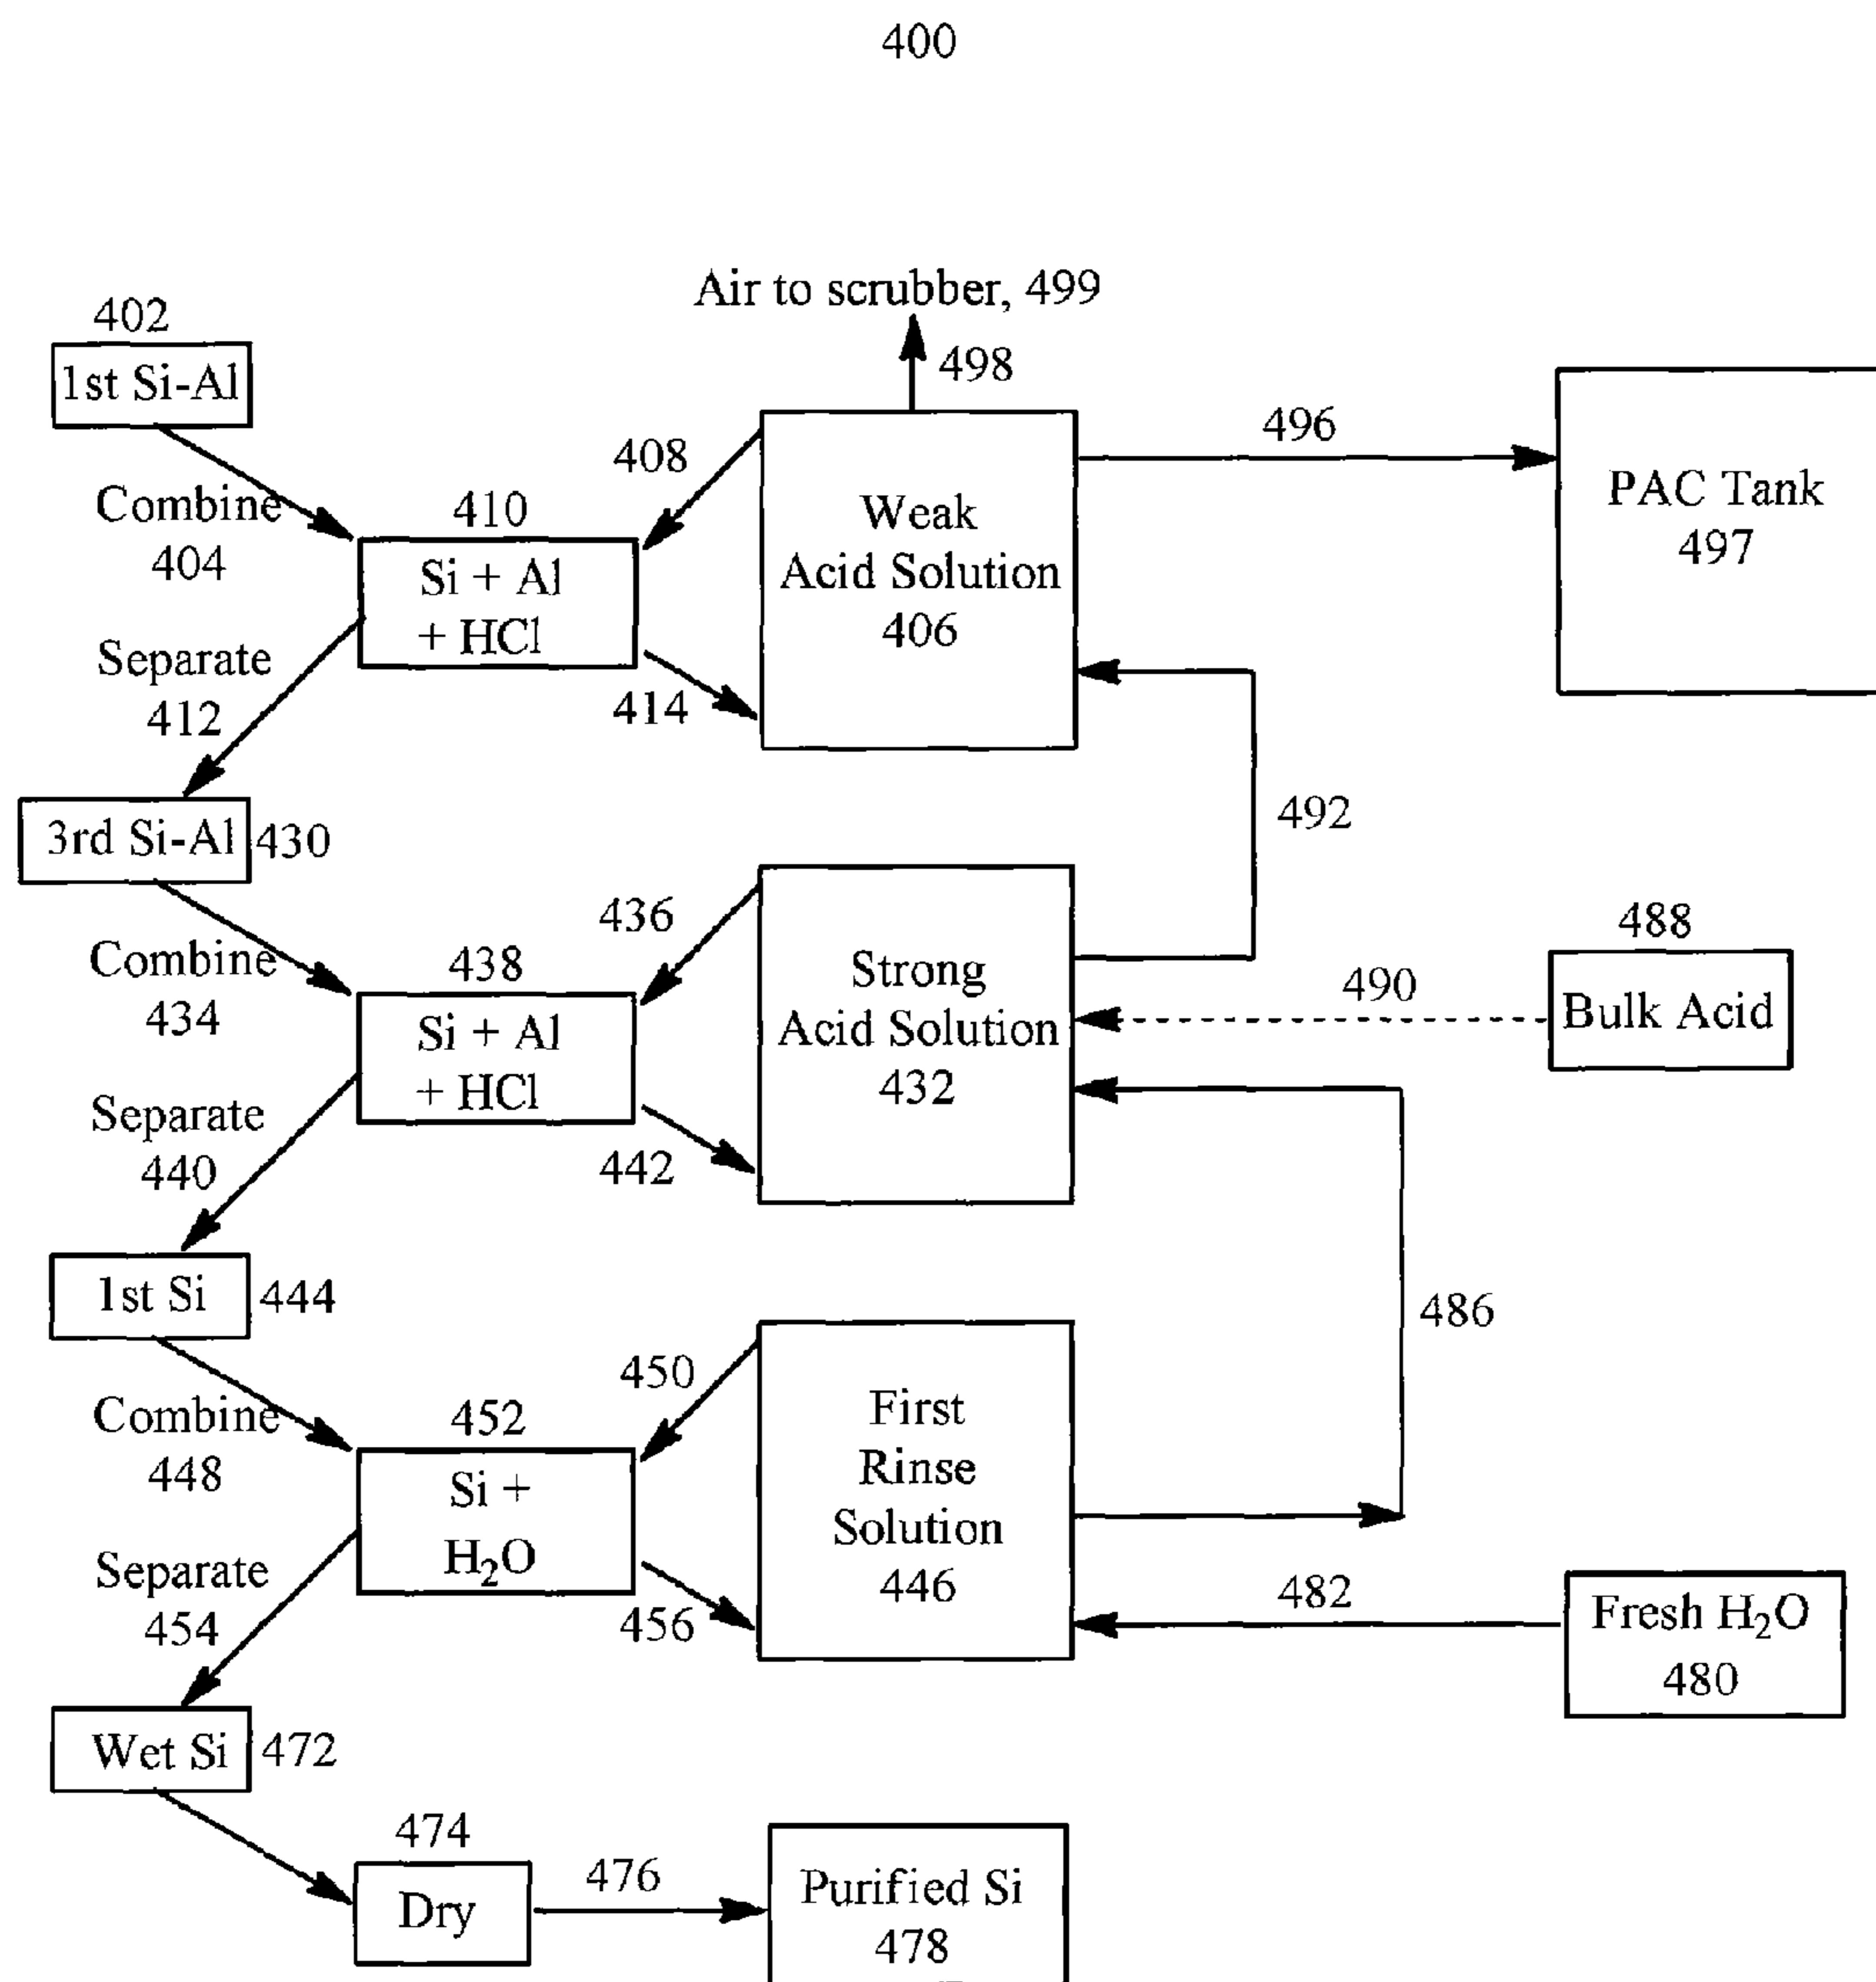 400
Air to scrubber, 499
498
402
1st Si-Al
Combine
404
408
410
Si + Al
+ HCl
Weak
Acid Solution
406
496
PAC Tank
497
Separate
412
414
492
3rd Si-Al
430
Combine
434
436
438
Si + Al
+ HCl
Strong
Acid Solution
432
490
488
Bulk Acid
Separate
440
442
486
1st Si
444
Combine
448
450
452
Si +
H₂O
First
Rinse
Solution
446
482
Fresh H₂O
480
Separate
454
456
Wet Si
472
474
Dry
476
Purified Si
478